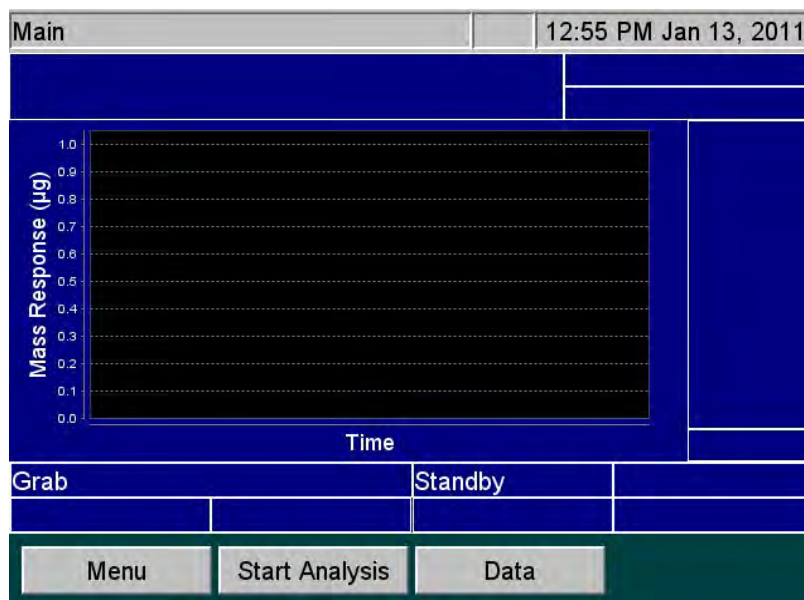 Main
12:55 PM Jan 13, 2011
Mass Response (µg)
1.0
0.9
0.8
0.7
0.6
0.5
0.4
0.3
0.2
0.1
0.0
Time
Grab
Standby
Menu
Start Analysis
Data